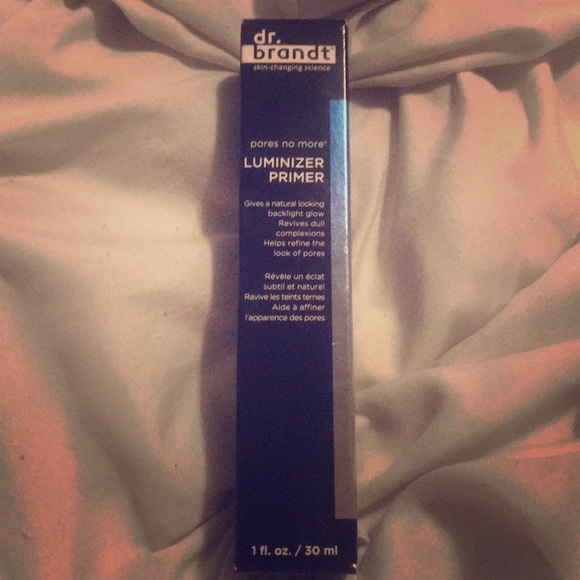 dr.
brandt
skin-changing science
pores no more®
LUMINIZER
PRIMER
Gives a natural looking
backlight glow
Revives dull
complexions
Helps refine the
look of pores
Révèle un éclat
subtil et naturel
Ravive les teints ternes
Aide à affiner
l'apparence des pores
1 fl. oz. / 30 ml